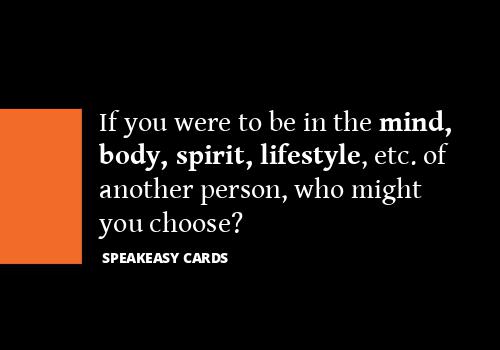 If you were to be in the mind,
body, spirit, lifestyle, etc. of
another person, who might
you choose?
SPEAKEASY CARDS